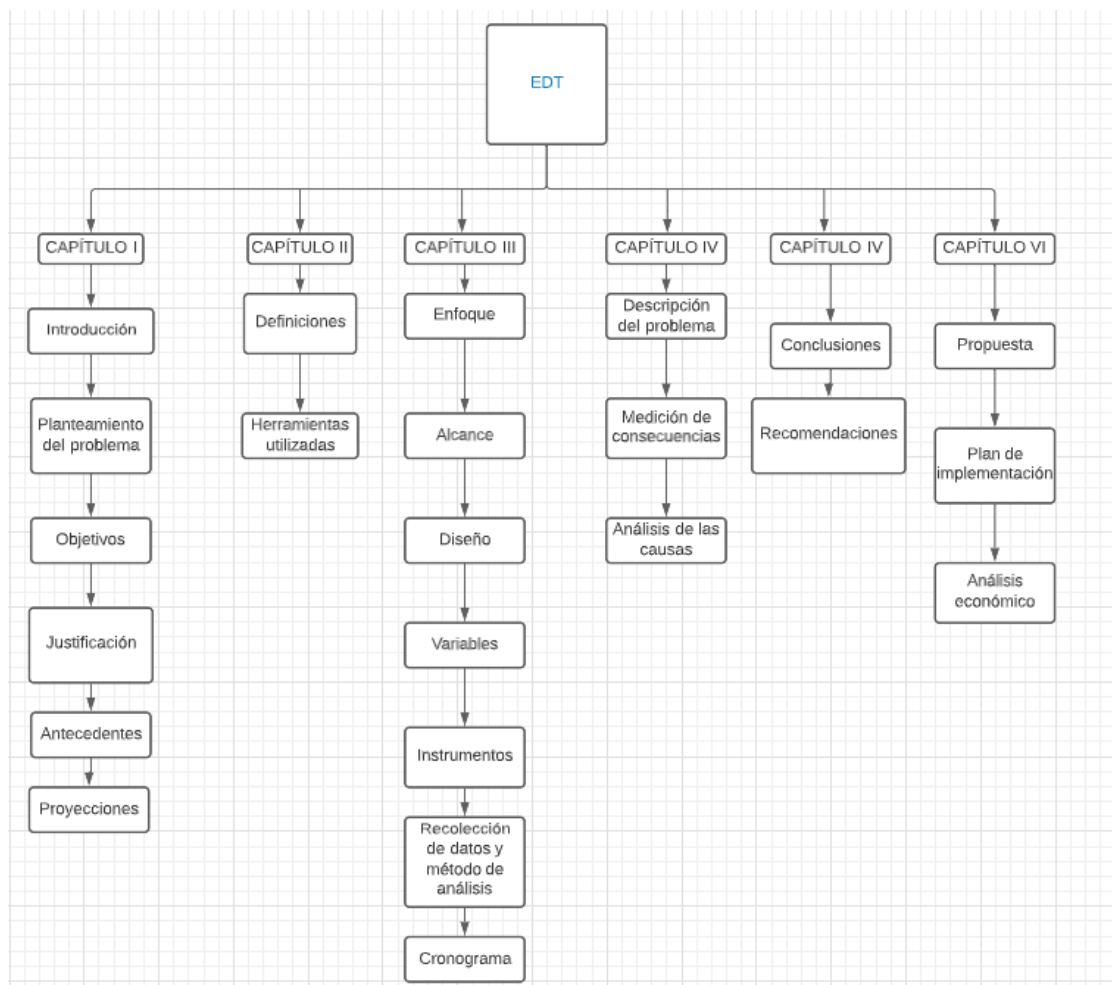 EDT
CAPÍTULO I
Introducción
Planteamiento
del problema
Objetivos
Justificación
Antecedentes
Proyecciones
CAPÍTULO II
Definiciones
Herramientas
utilizadas
CAPÍTULO III
Enfoque
Alcance
Diseño
Variables
Instrumentos
Recolección
de datos y
método de
análisis
Cronograma
CAPÍTULO IV
Descripción
del problema
Medición de
consecuencias
Análisis de las
causas
CAPÍTULO IV
Conclusiones
Recomendaciones
CAPÍTULO VI
Propuesta
Plan de
implementación
Análisis
económico